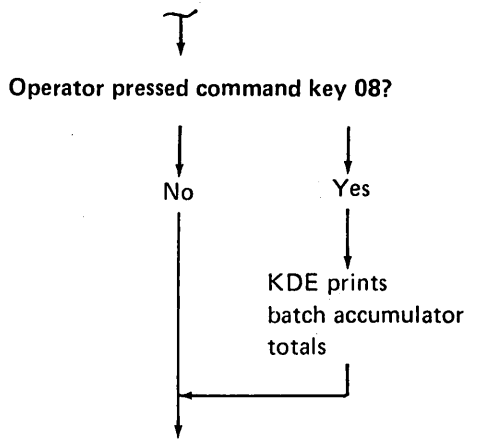 Operator pressed command key 08?
No
Yes
KDE prints
batch accumulator
totals